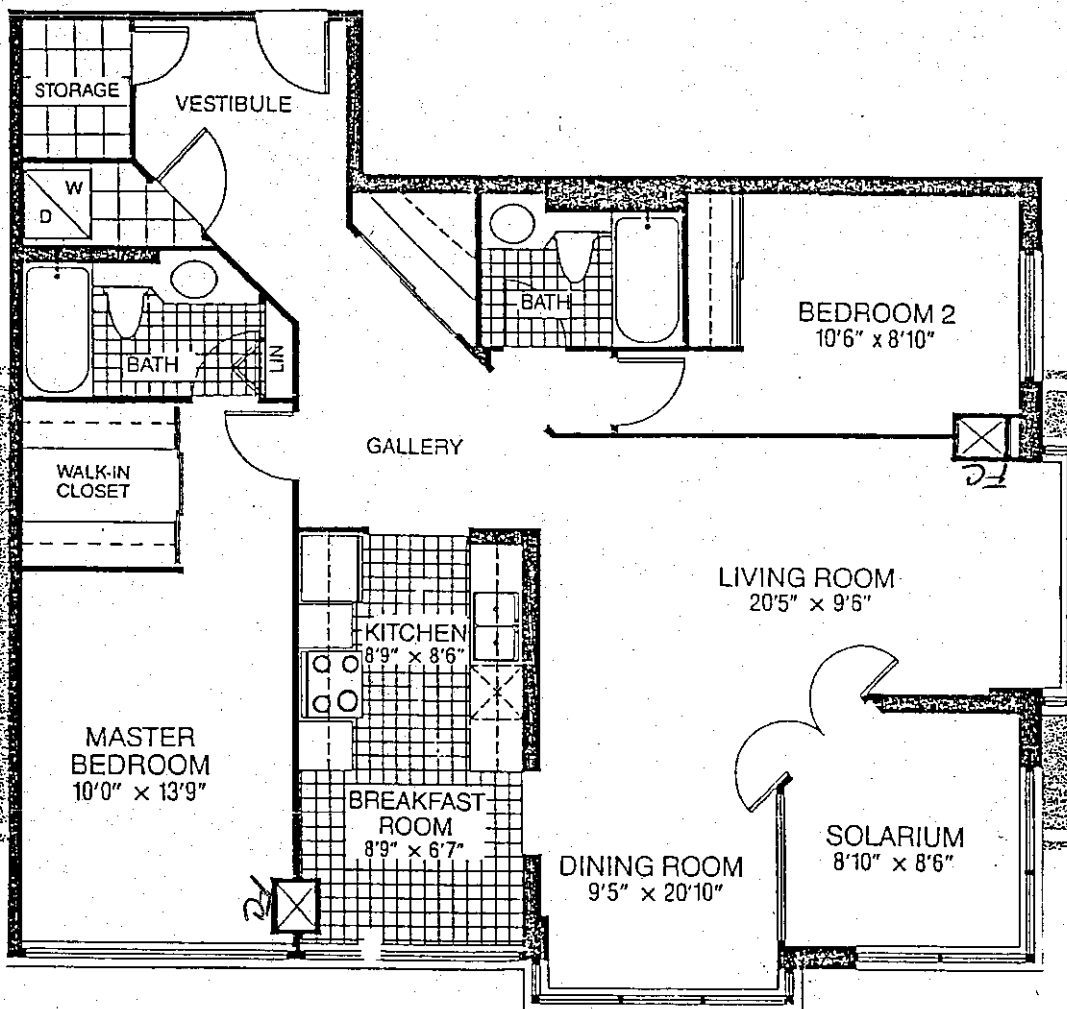 STORAGE
VESTIBULE
W
D
BATH
LIN
BATH
BEDROOM 2
10'6" x 8'10"
WALK-IN
CLOSET
GALLERY
FC
LIVING ROOM
20'5" × 9'6"
KITCHEN
8'9" × 8'6"
MASTER
BEDROOM
10'0" × 13'9"
BREAKFAST
ROOM
8'9" × 6'7"
DINING ROOM
9'5" × 20'10"
SOLARIUM
8'10" × 8'6"